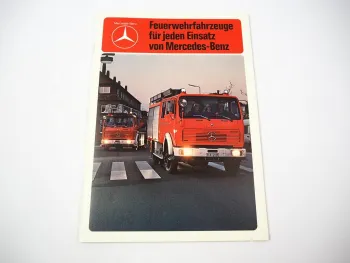 Mercedes-Benz
Feuerwehrfahrzeuge
für jeden Einsatz
von Mercedes-Benz